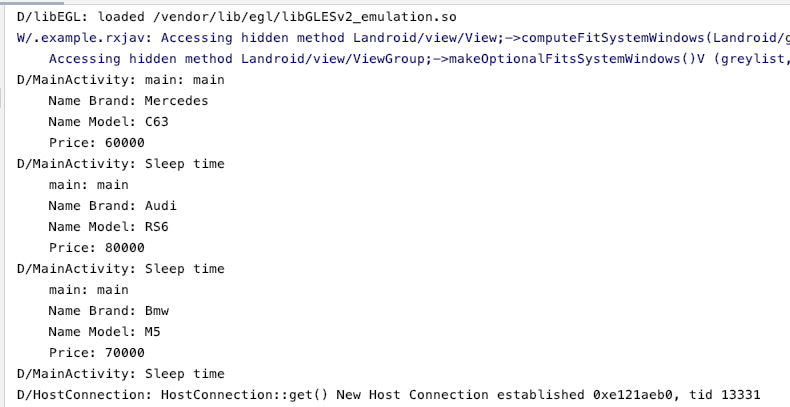 D/libEGL: loaded /vendor/lib/egl/libGLESv2_emulation.so
W/.example.rxjav: Accessing hidden method Landroid/view/View;->computeFitSystemWindows(Landroid/g
Accessing hidden method Landroid/view/ViewGroup;->makeOptionalFitsSystemWindows()V (greylist,
D/MainActivity: main: main
Name Brand: Mercedes
Name Model: C63
Price: 60000
D/MainActivity: Sleep time
main: main
Name Brand: Audi
Name Model: RS6
Price: 80000
D/MainActivity: Sleep time
main: main
Name Brand: Bmw
Name Model: M5
Price: 70000
D/MainActivity: Sleep time
D/HostConnection: HostConnection::get() New Host Connection established 0xe121aeb0, tid 13331